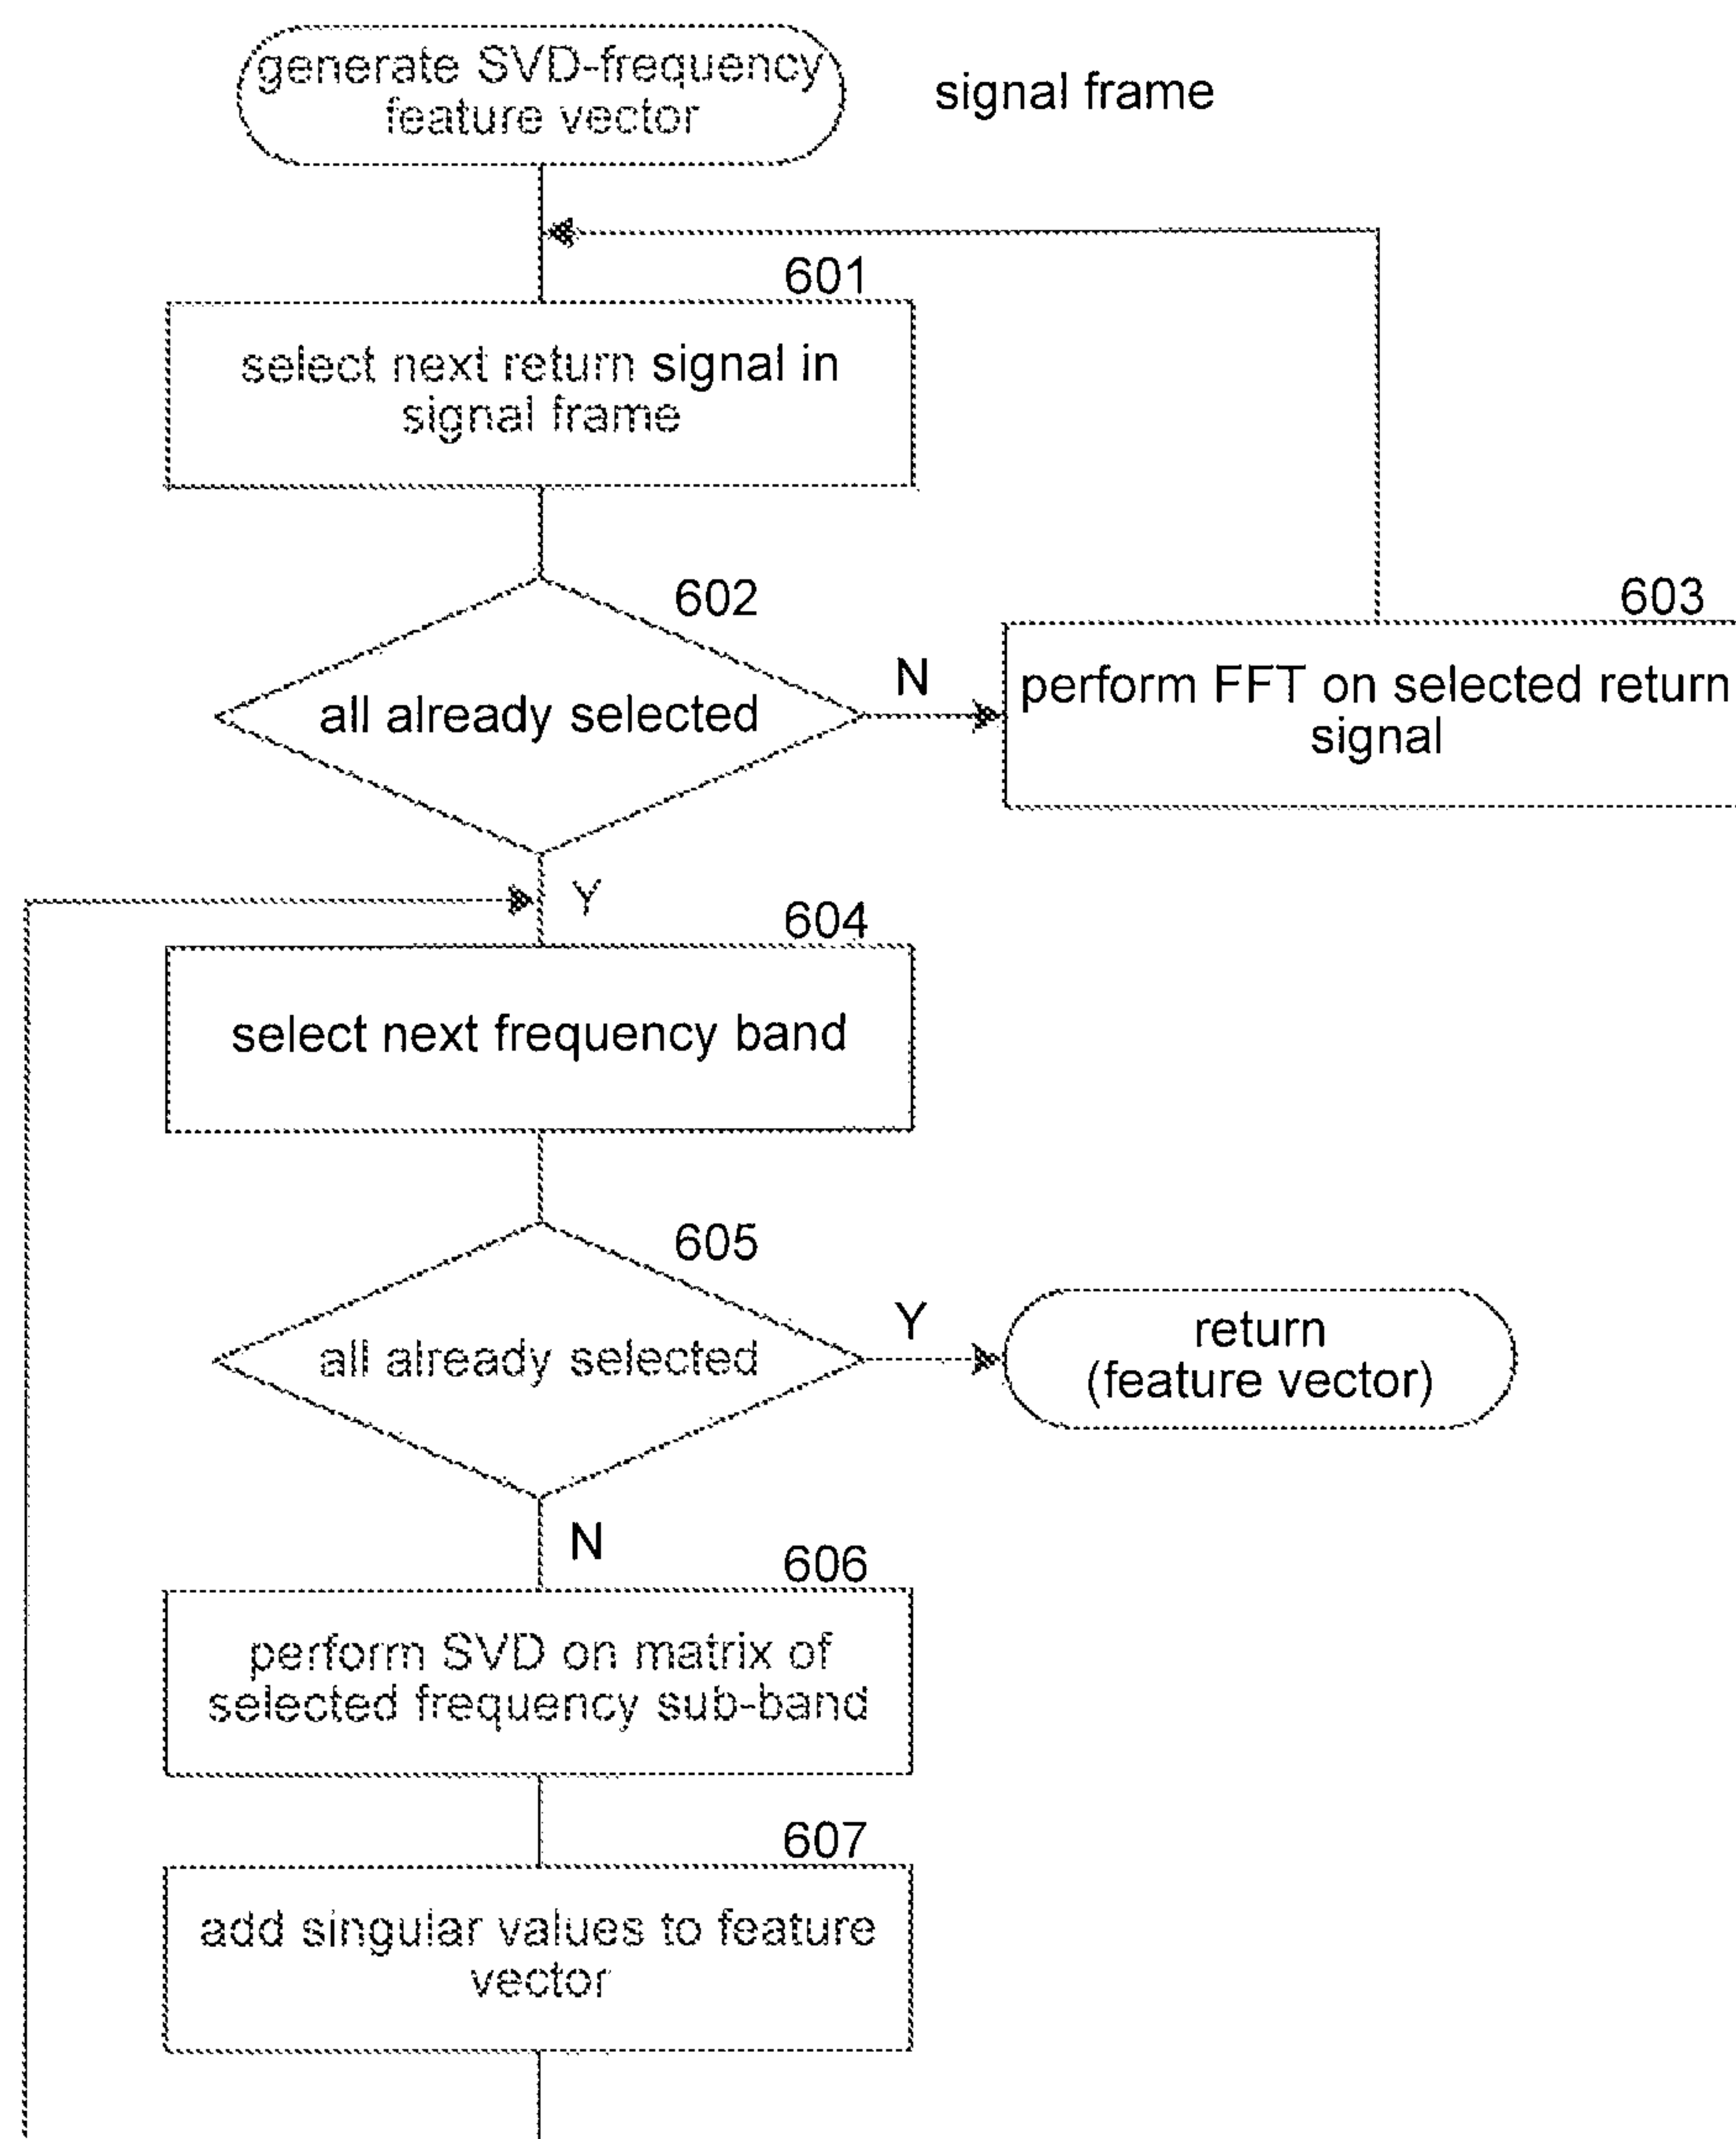 generate SVD-frequency
feature vector
signal frame
601
select next return signal in
signal frame
602
all already selected
N
603
perform FFT on selected return
signal
Y
604
select next frequency band
605
all already selected
Y
return
(feature vector)
N
606
perform SVD on matrix of
selected frequency sub-band
607
add singular values to feature
vector